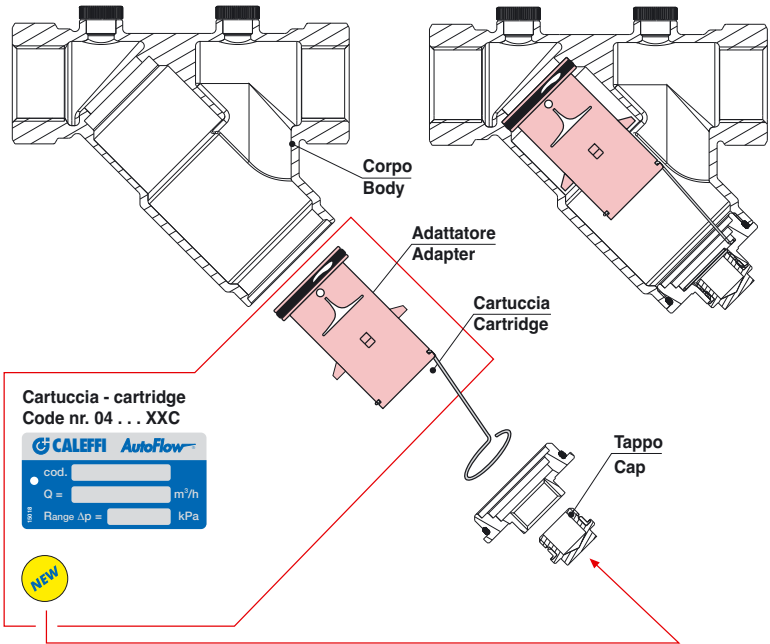 Corpo
Body
Adattatore
Adapter
Cartuccia
Cartridge
Cartuccia - cartridge
Code nr. 04 . . . XXC
CALEFFI AutoFlow
cod.
Q = m³/h
Range Δp = kPa
Tappo
Cap
NEW